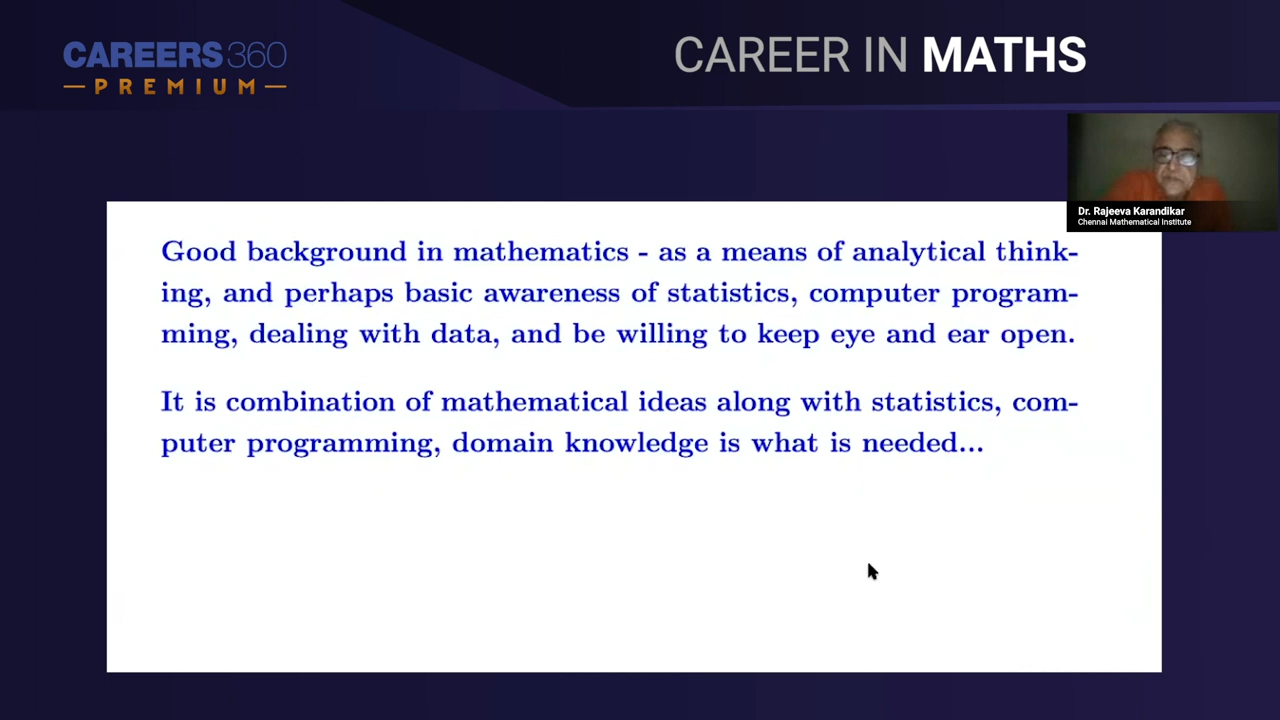 CAREERS360
PREMIUM
CAREER IN MATHS
Dr. Rajeeva Karandikar
Chennai Mathematical Institute
Good background in mathematics - as a means of analytical think-
ing, and perhaps basic awareness of statistics, computer program-
ming, dealing with data, and be willing to keep eye and ear open.
It is combination of mathematical ideas along with statistics, com-
puter programming, domain knowledge is what is needed...